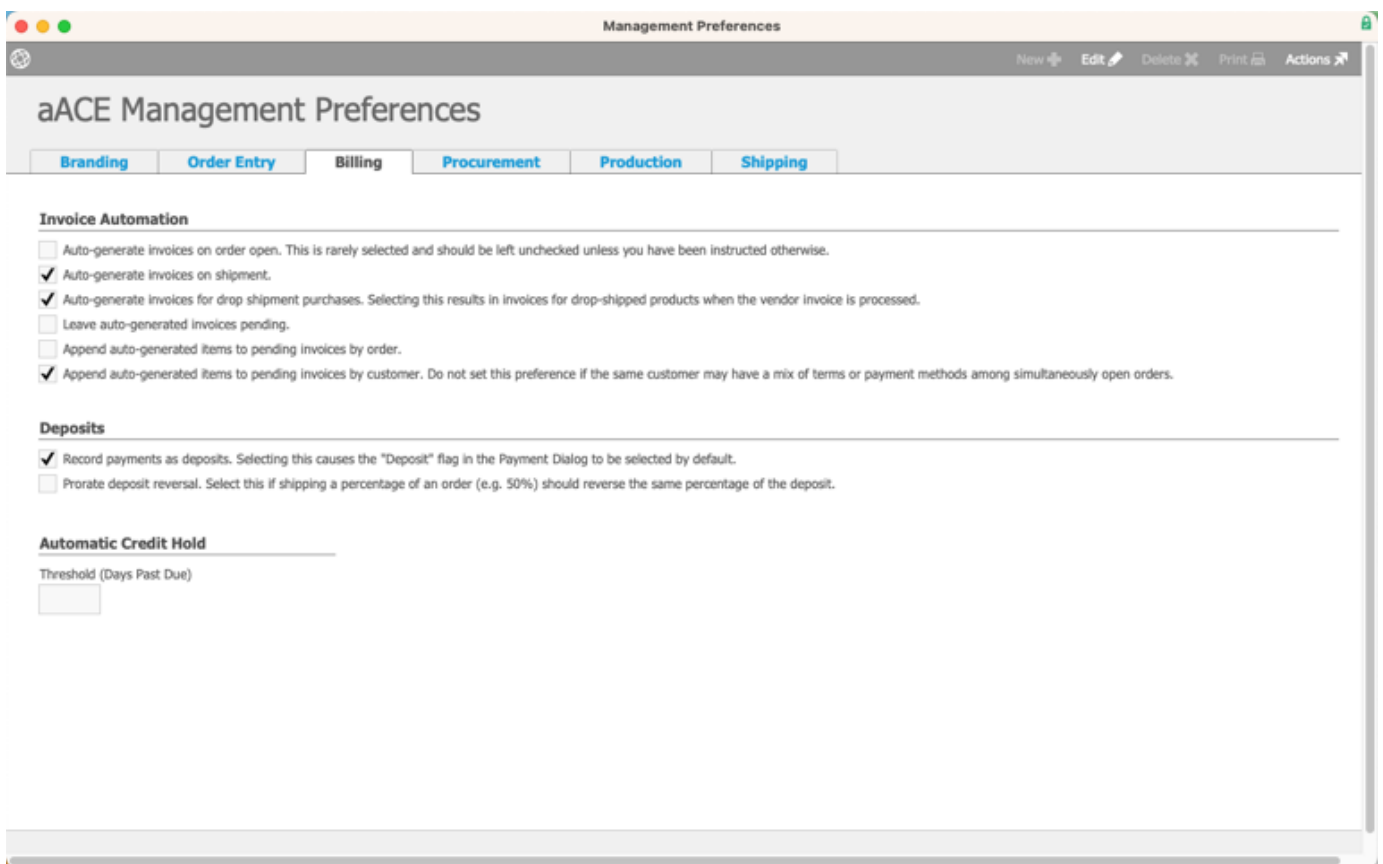 Management Preferences
New Edit Delete Print Actions
aACE Management Preferences
Branding Order Entry Billing Procurement Production Shipping
Invoice Automation
Auto-generate invoices on order open. This is rarely selected and should be left unchecked unless you have been instructed otherwise.
Auto-generate invoices on shipment.
Auto-generate invoices for drop shipment purchases. Selecting this results in invoices for drop-shipped products when the vendor invoice is processed.
Leave auto-generated invoices pending.
Append auto-generated items to pending invoices by order.
Append auto-generated items to pending invoices by customer. Do not set this preference if the same customer may have a mix of terms or payment methods among simultaneously open orders.
Deposits
Record payments as deposits. Selecting this causes the "Deposit" flag in the Payment Dialog to be selected by default.
Prorate deposit reversal. Select this if shipping a percentage of an order (e.g. 50%) should reverse the same percentage of the deposit.
Automatic Credit Hold
Threshold (Days Past Due)